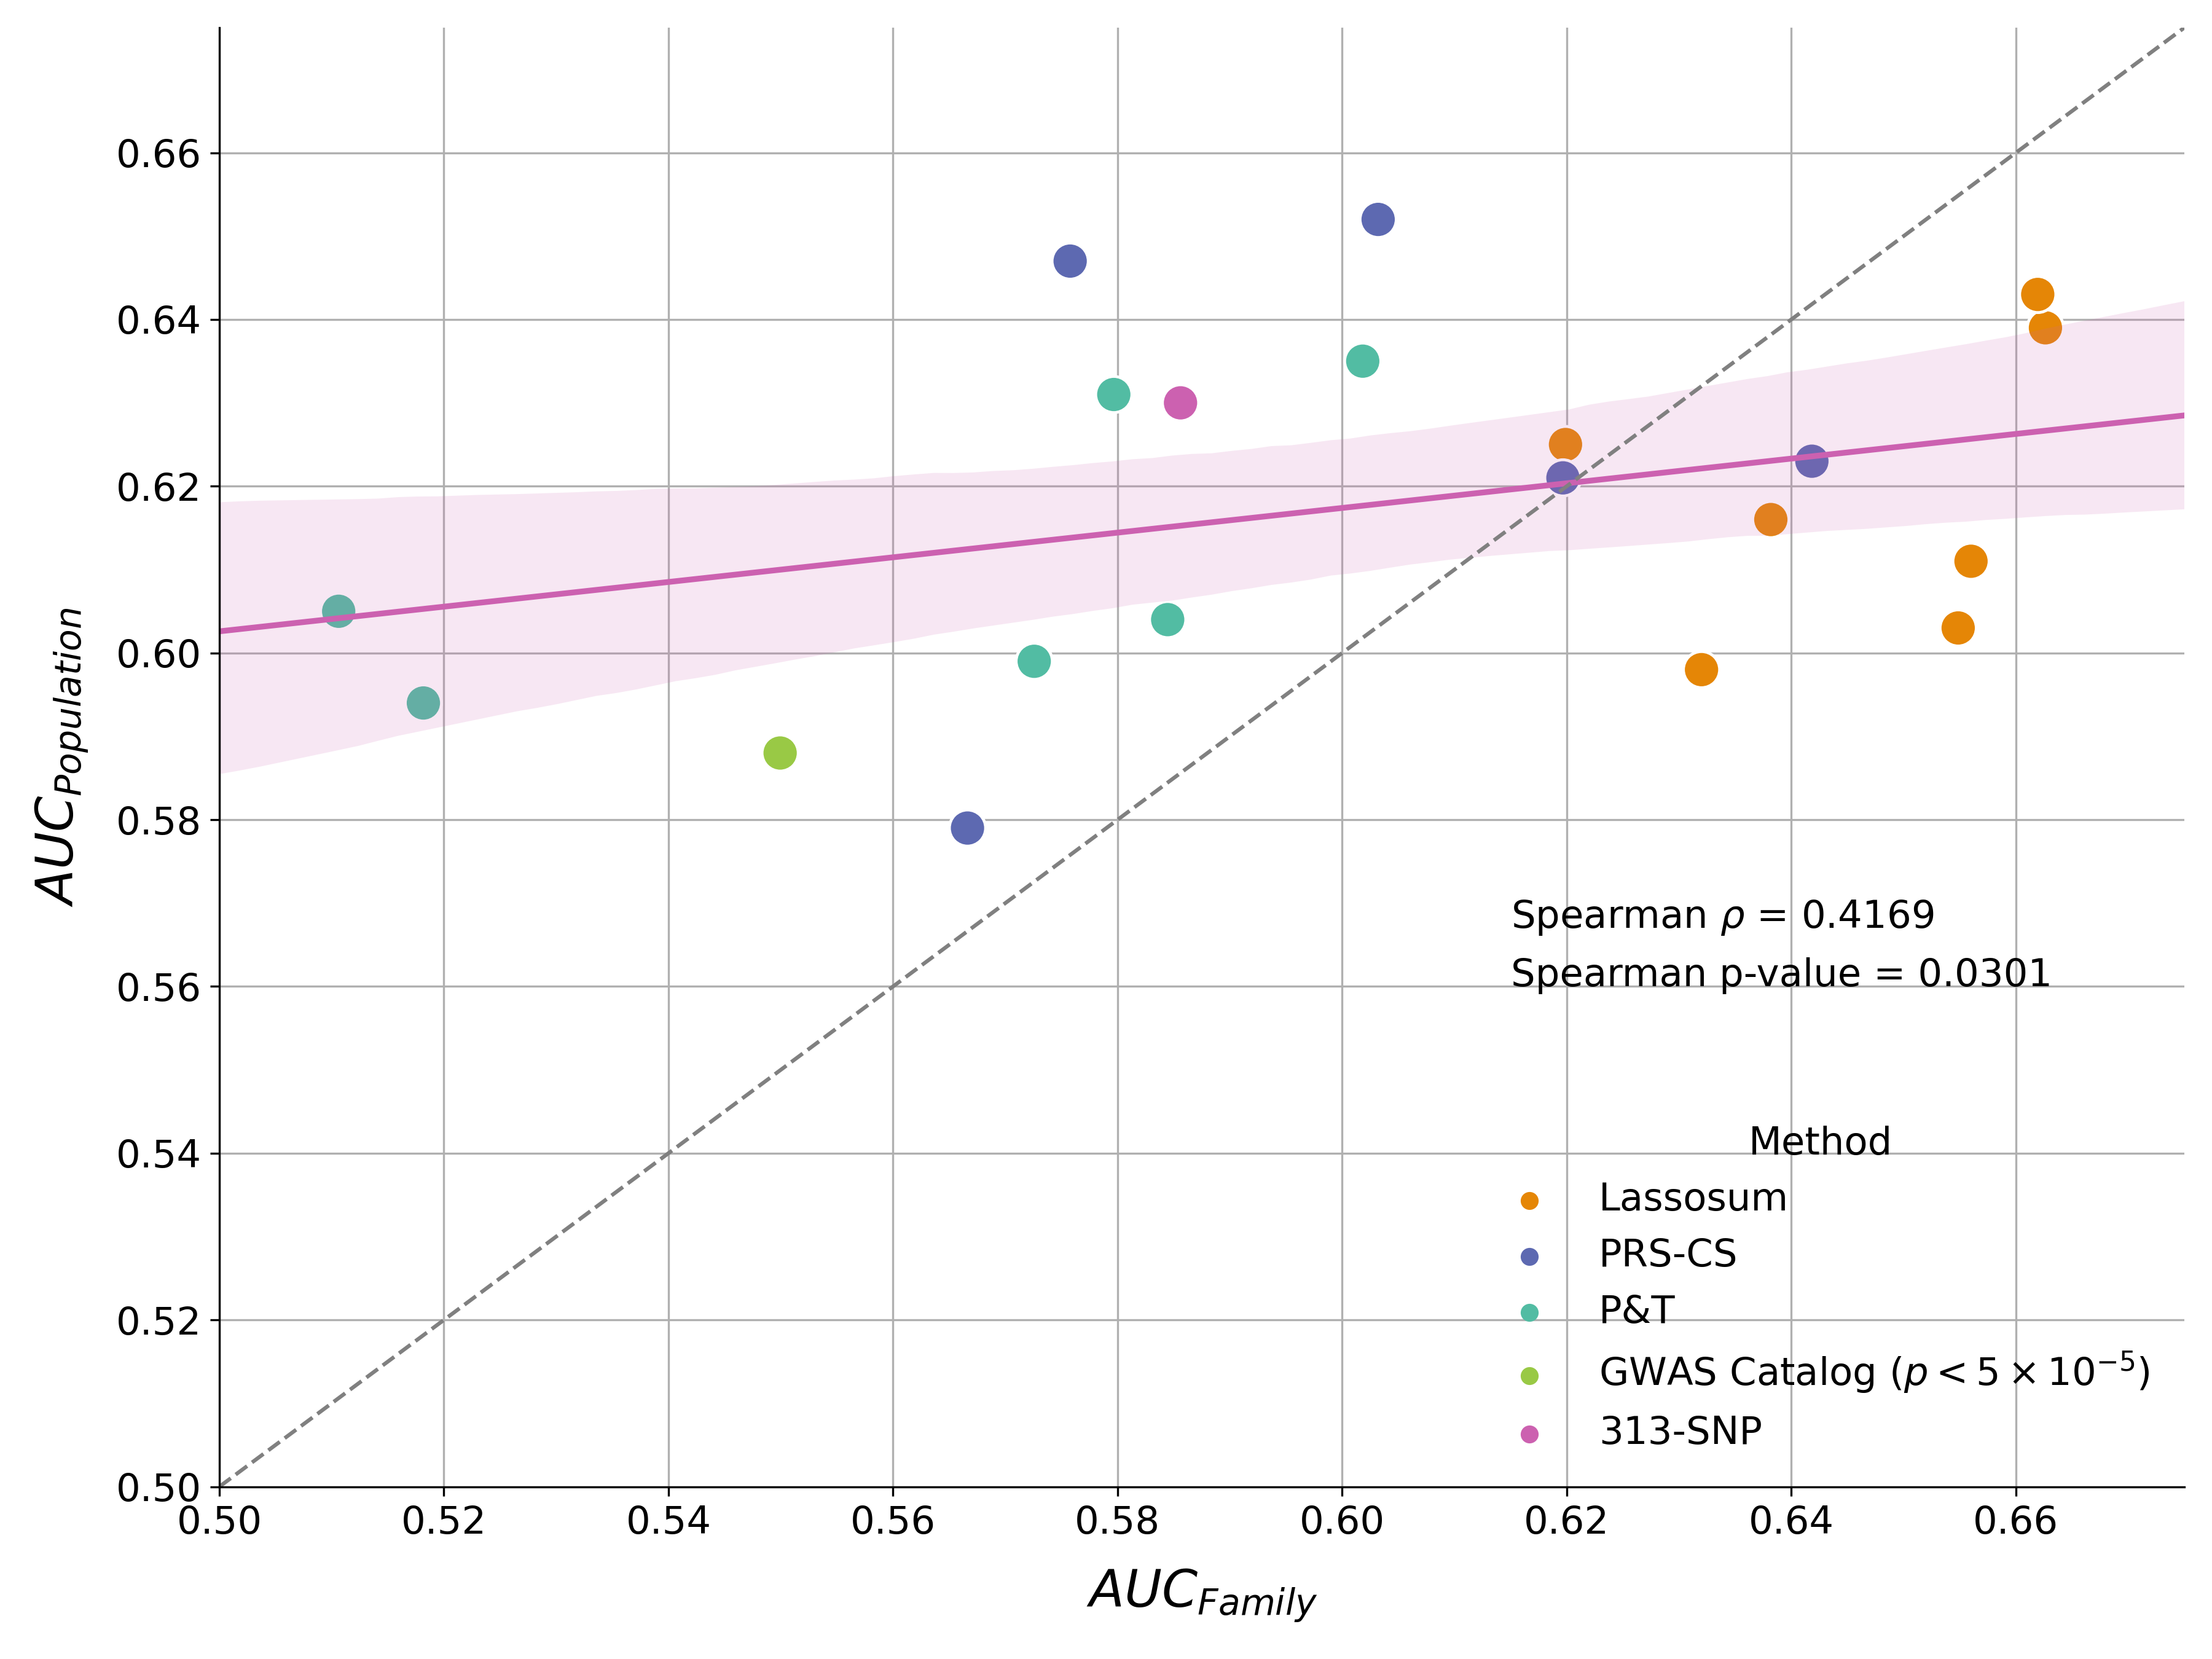 0.66
0.64
0.62
0.60
0.58
0.56
0.54
0.52
0.50
AUC_Population
Spearman ρ = 0.4169
Spearman p-value = 0.0301
Method
Lassosum
PRS-CS
P&T
GWAS Catalog (p < 5 × 10⁻⁵)
313-SNP
0.50 0.52 0.54 0.56 0.58 0.60 0.62 0.64 0.66
AUC_Family